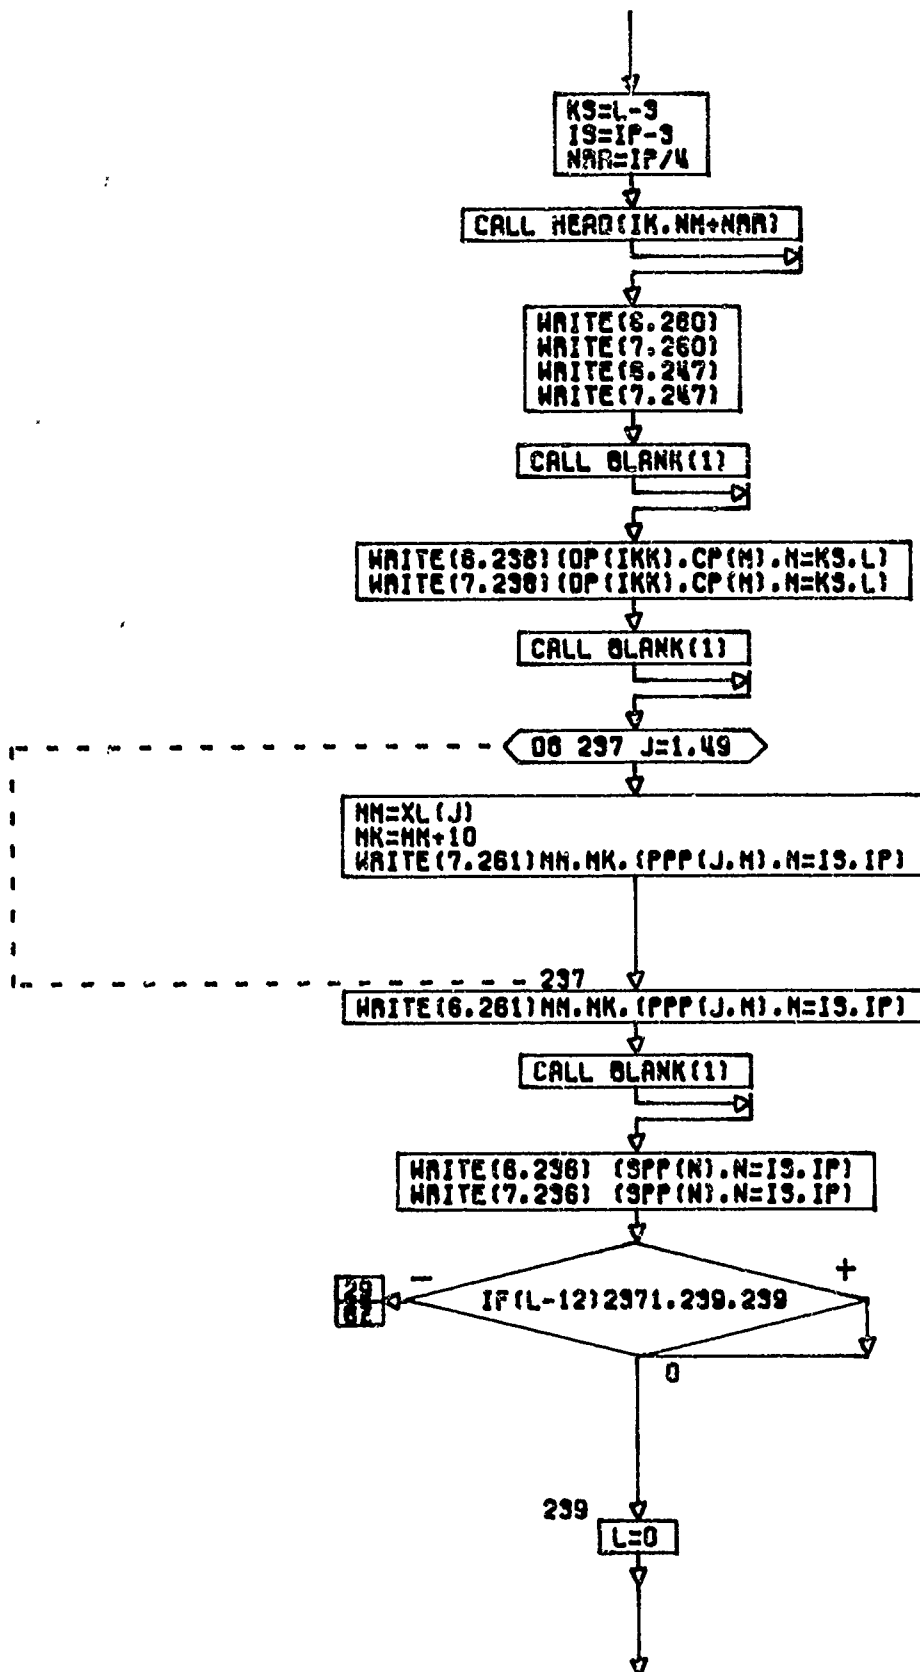 KS=L-3
IS=IP-3
NAR=IP/4
CALL HEAD(IK,NM+NAR)
WRITE(6,260)
WRITE(7,260)
WRITE(6,247)
WRITE(7,247)
CALL BLANK(1)
WRITE(6,238)(DP(IKK),CP(M),M=KS,L)
WRITE(7,238)(DP(IKK),CP(M),M=KS,L)
CALL BLANK(1)
DO 237 J=1,49
MM=XL(J)
MK=MM+10
WRITE(7,261)MM,MK,(PPP(J,M),M=IS,IP)
237
WRITE(6,261)MM,MK,(PPP(J,M),M=IS,IP)
CALL BLANK(1)
WRITE(6,236) (SPP(N),N=IS,IP)
WRITE(7,236) (SPP(N),N=IS,IP)
- +
29
IF(L-12)2371,239,239
0
239
L=0